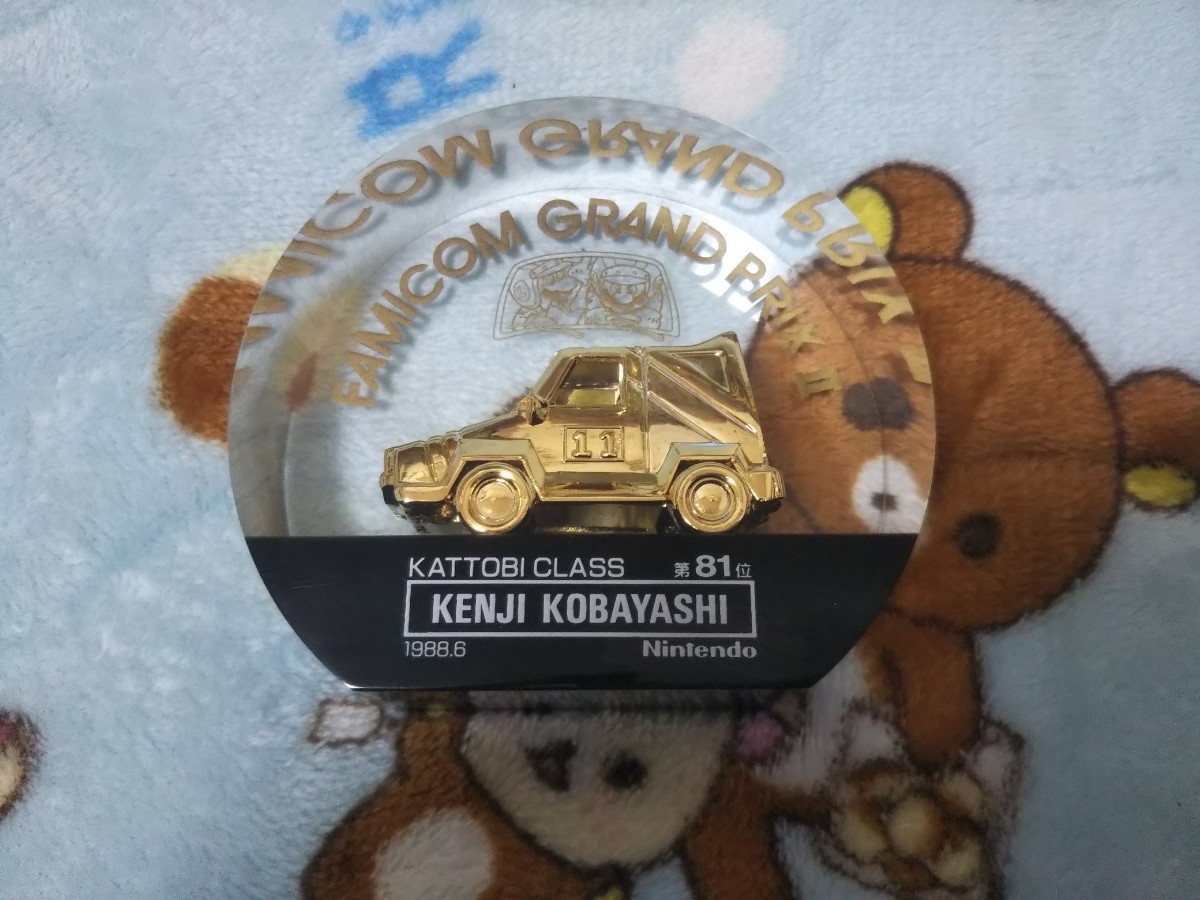 R
FAMICOM GRAND PRIX II
11
KATTOBI CLASS 第81位
KENJI KOBAYASHI
1988.6 Nintendo